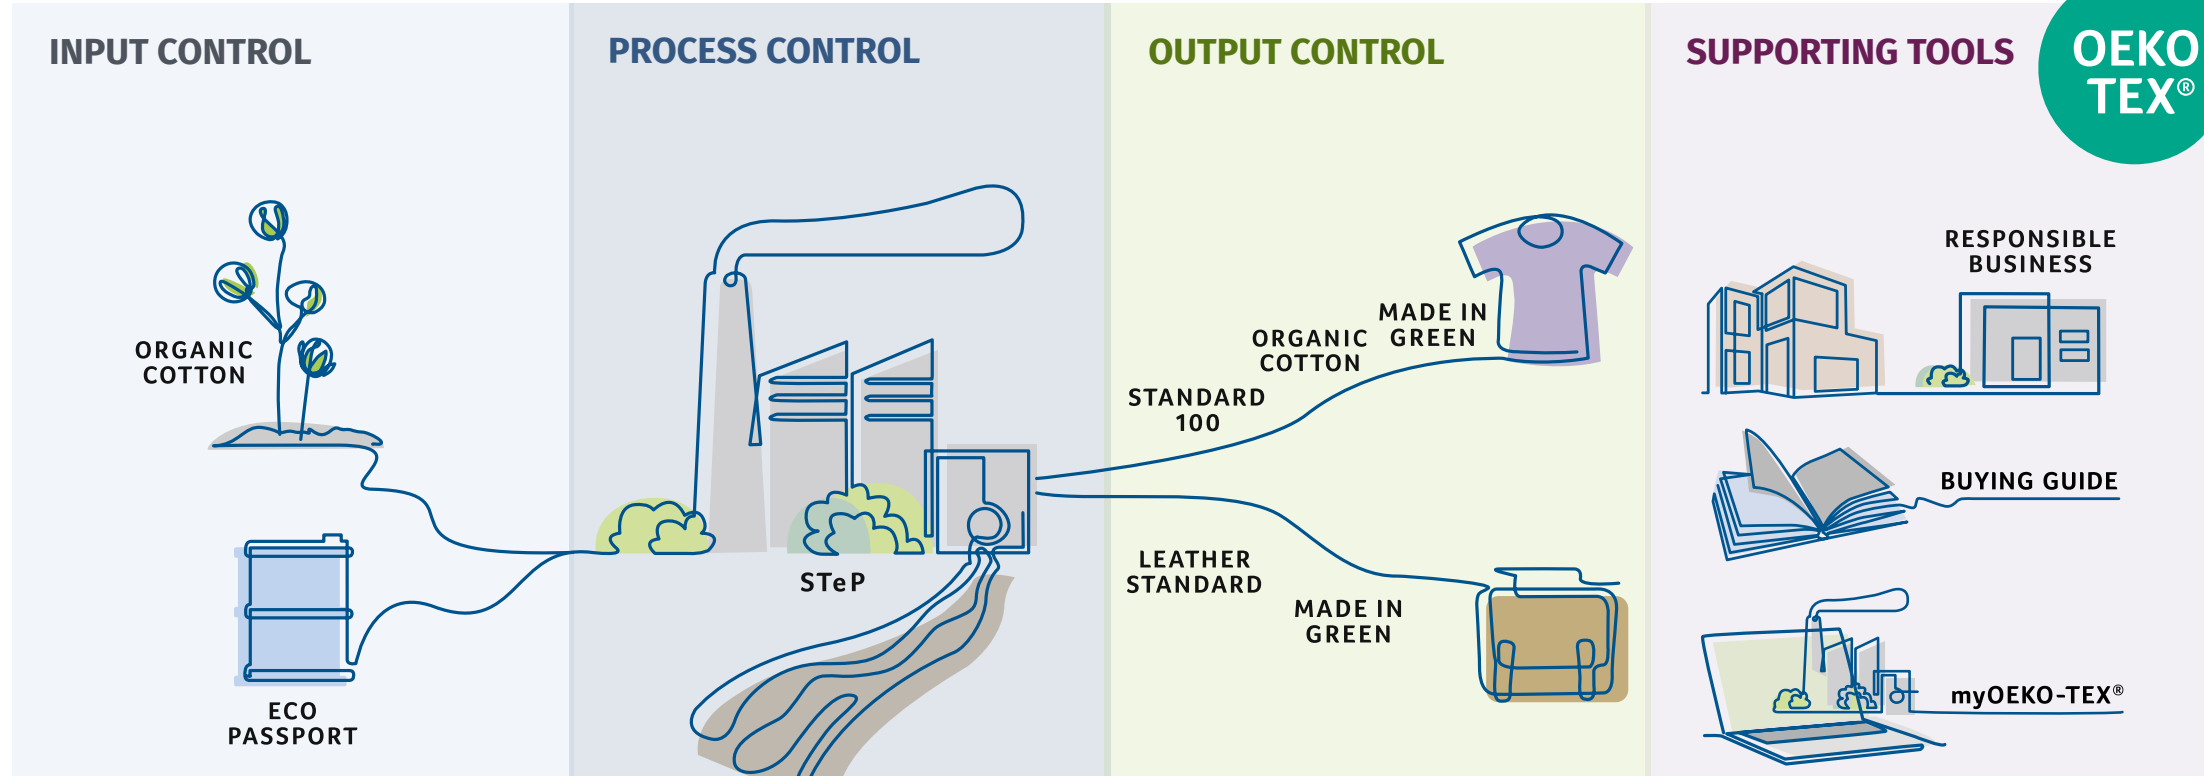 INPUT CONTROL
ORGANIC
COTTON
ECO
PASSPORT
PROCESS CONTROL
STeP
OUTPUT CONTROL
STANDARD
100
ORGANIC
COTTON
MADE IN
GREEN
LEATHER
STANDARD
MADE IN
GREEN
SUPPORTING TOOLS
OEKO
TEX®
RESPONSIBLE
BUSINESS
BUYING GUIDE
myOEKO-TEX®